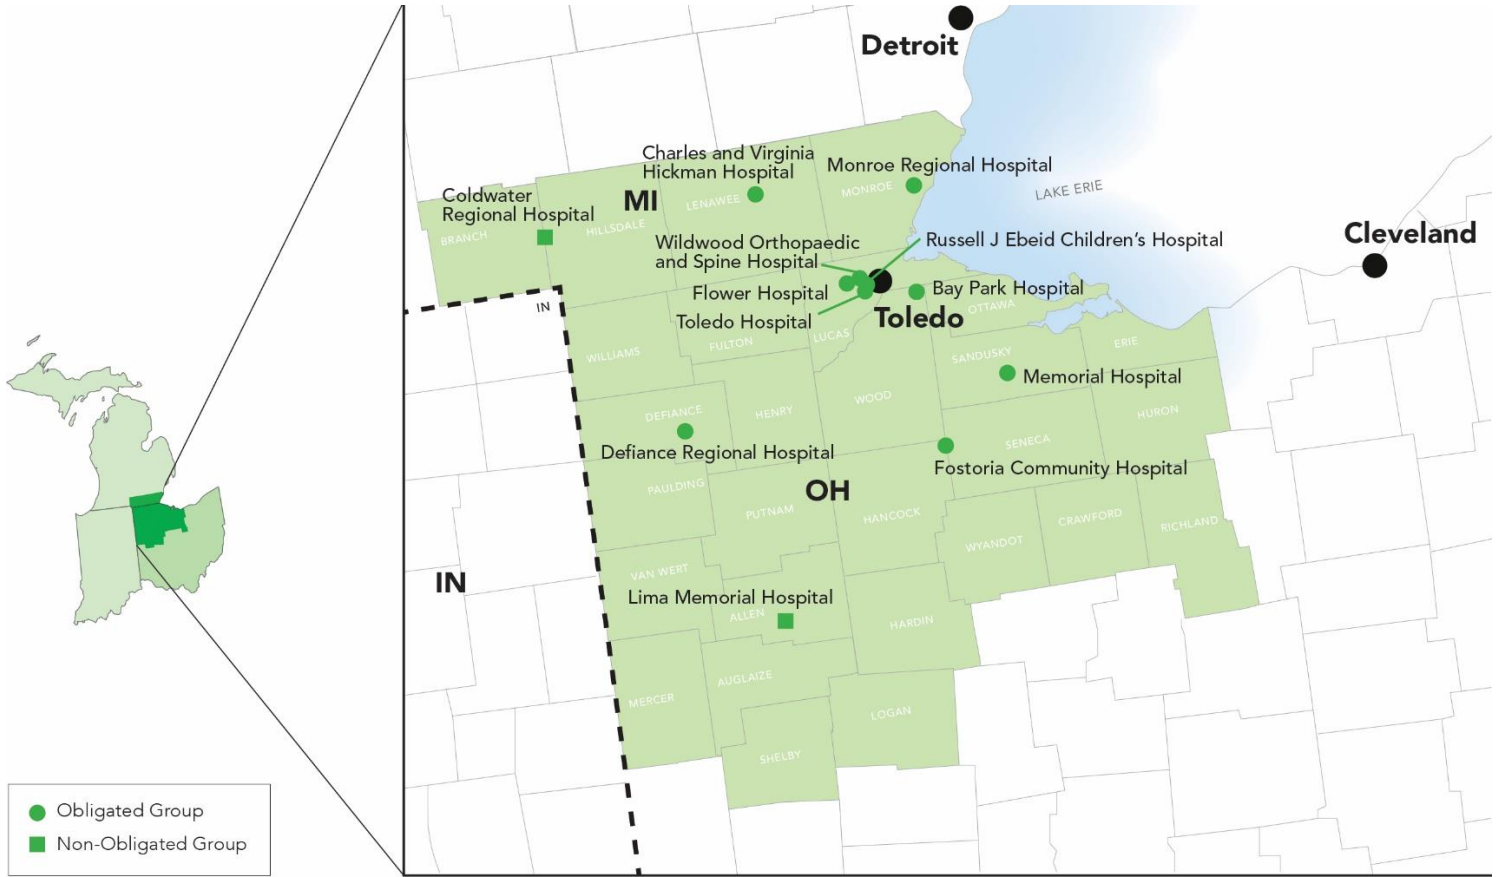 Detroit
Charles and Virginia
Hickman Hospital
Monroe Regional Hospital
Coldwater
Regional Hospital
MI
LENAWEE
MONROE
LAKE ERIE
BRANCH
HILLSDALE
Wildwood Orthopaedic
and Spine Hospital
Russell J Ebeid Children's Hospital
Cleveland
Flower Hospital
Bay Park Hospital
IN
Toledo Hospital
Toledo
OTTAWA
WILLIAMS
FULTON
LUCAS
SANDUSKY
ERIE
Memorial Hospital
DEFIANCE
HENRY
WOOD
HURON
Defiance Regional Hospital
SENECA
Fostoria Community Hospital
PAULDING
OH
PUTNAM
HANCOCK
CRAWFORD
RICHLAND
WYANDOT
IN
VAN WERT
Lima Memorial Hospital
ALLEN
HARDIN
MERCER
AUGLAIZE
LOGAN
SHELBY
Obligated Group
Non-Obligated Group